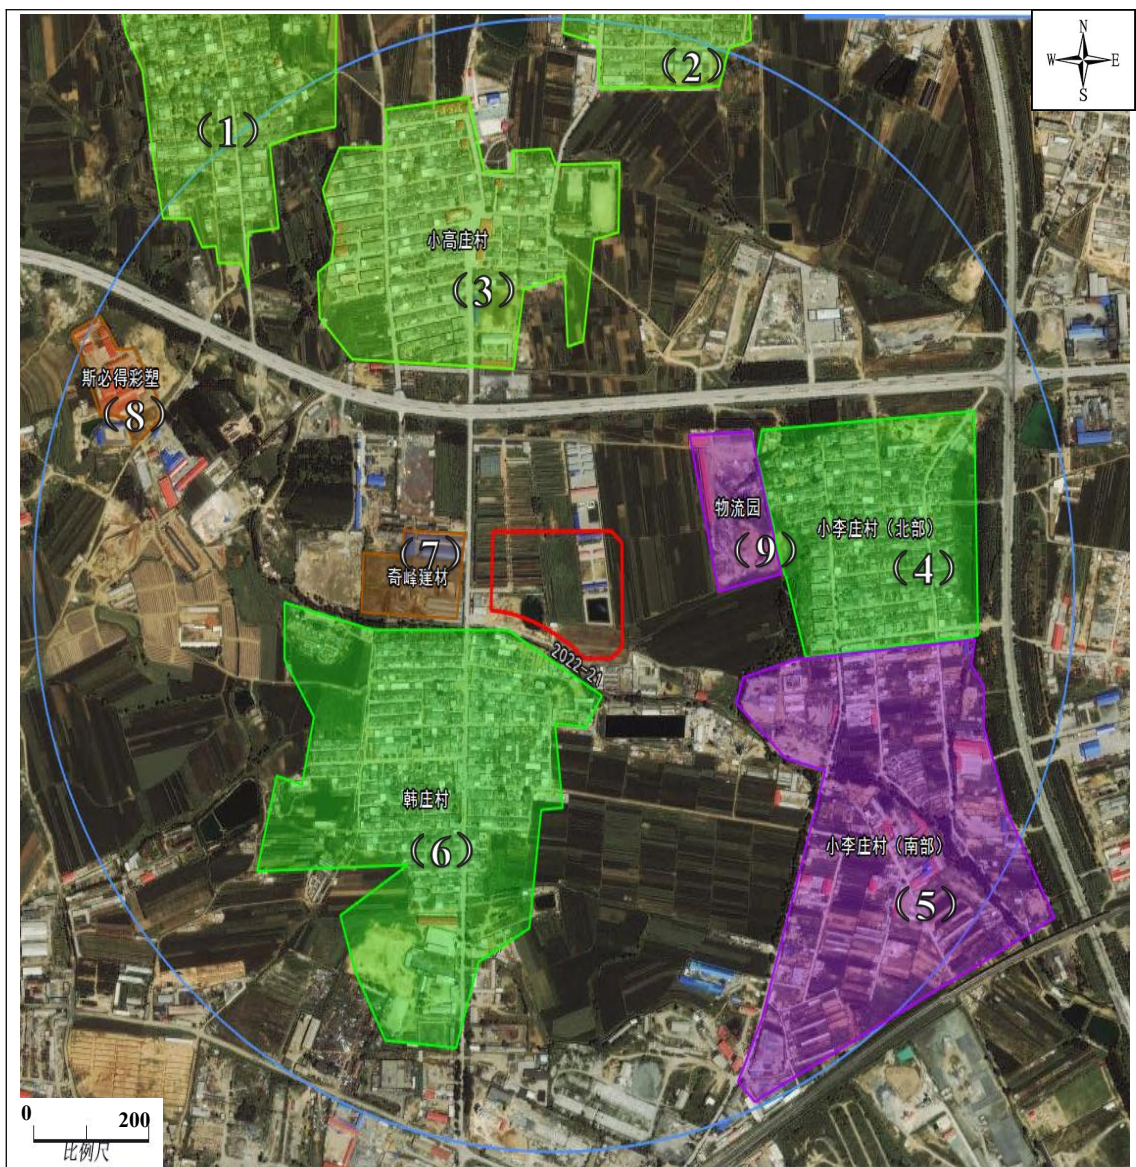 N
W E
S
（2）
（1）
小高庄村
（3）
斯必得彩塑
（8）
物流园
（9）
小李庄村（北部）
（4）
（7）
奇峰建材
2022-21
韩庄村
（6）
小李庄村（南部）
（5）
0 200
比例尺